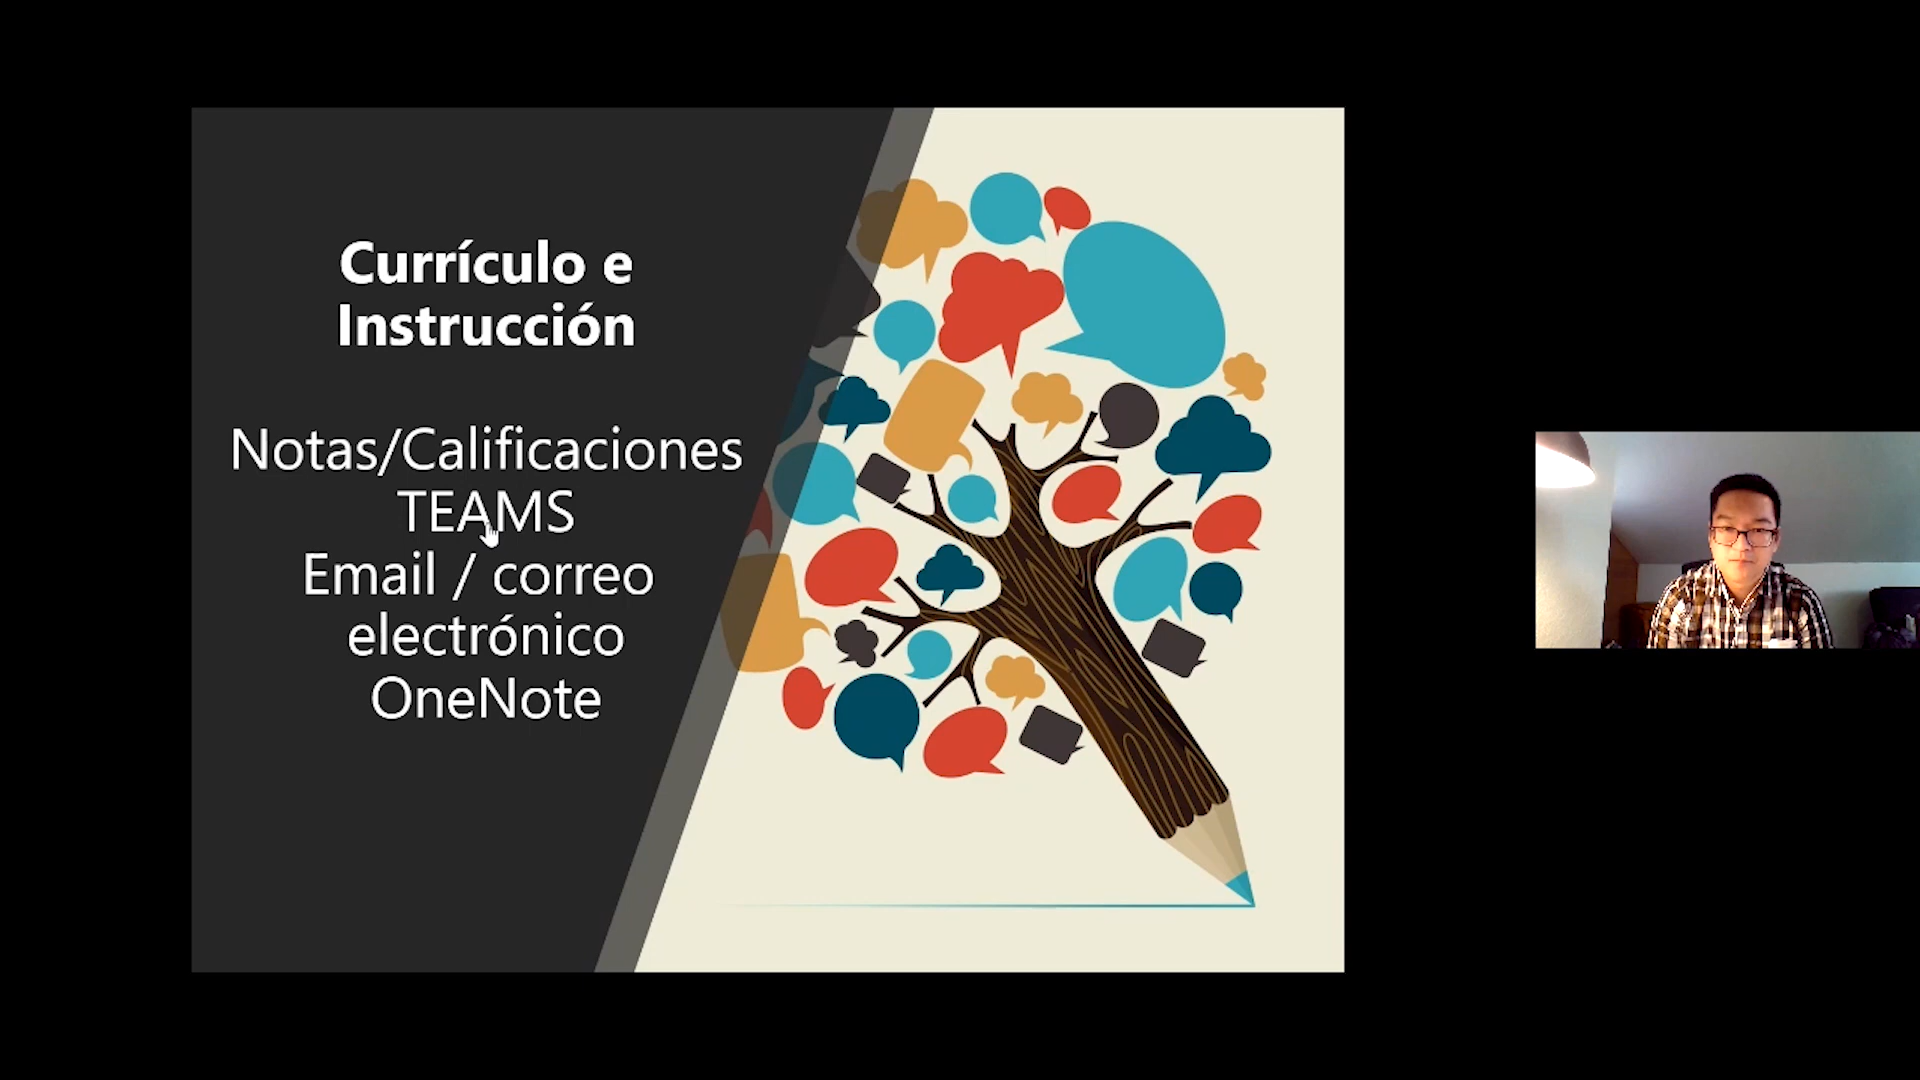 Currículo e
Instrucción
Notas/Calificaciones
TEAMS
Email / correo
electrónico
OneNote